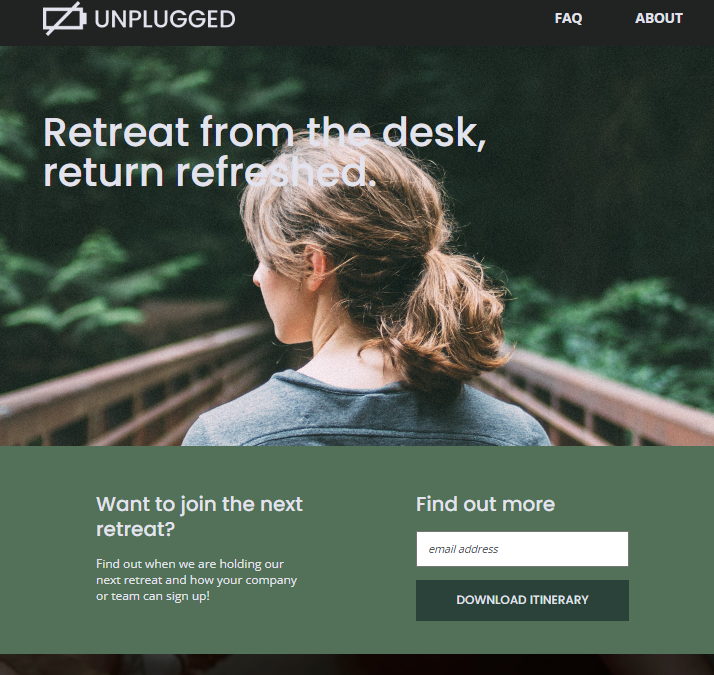 UNPLUGGED
FAQ
ABOUT
Retreat from the desk,
return refreshed.
Want to join the next
retreat?
Find out when we are holding our
next retreat and how your company
or team can sign up!
Find out more
email address
DOWNLOAD ITINERARY